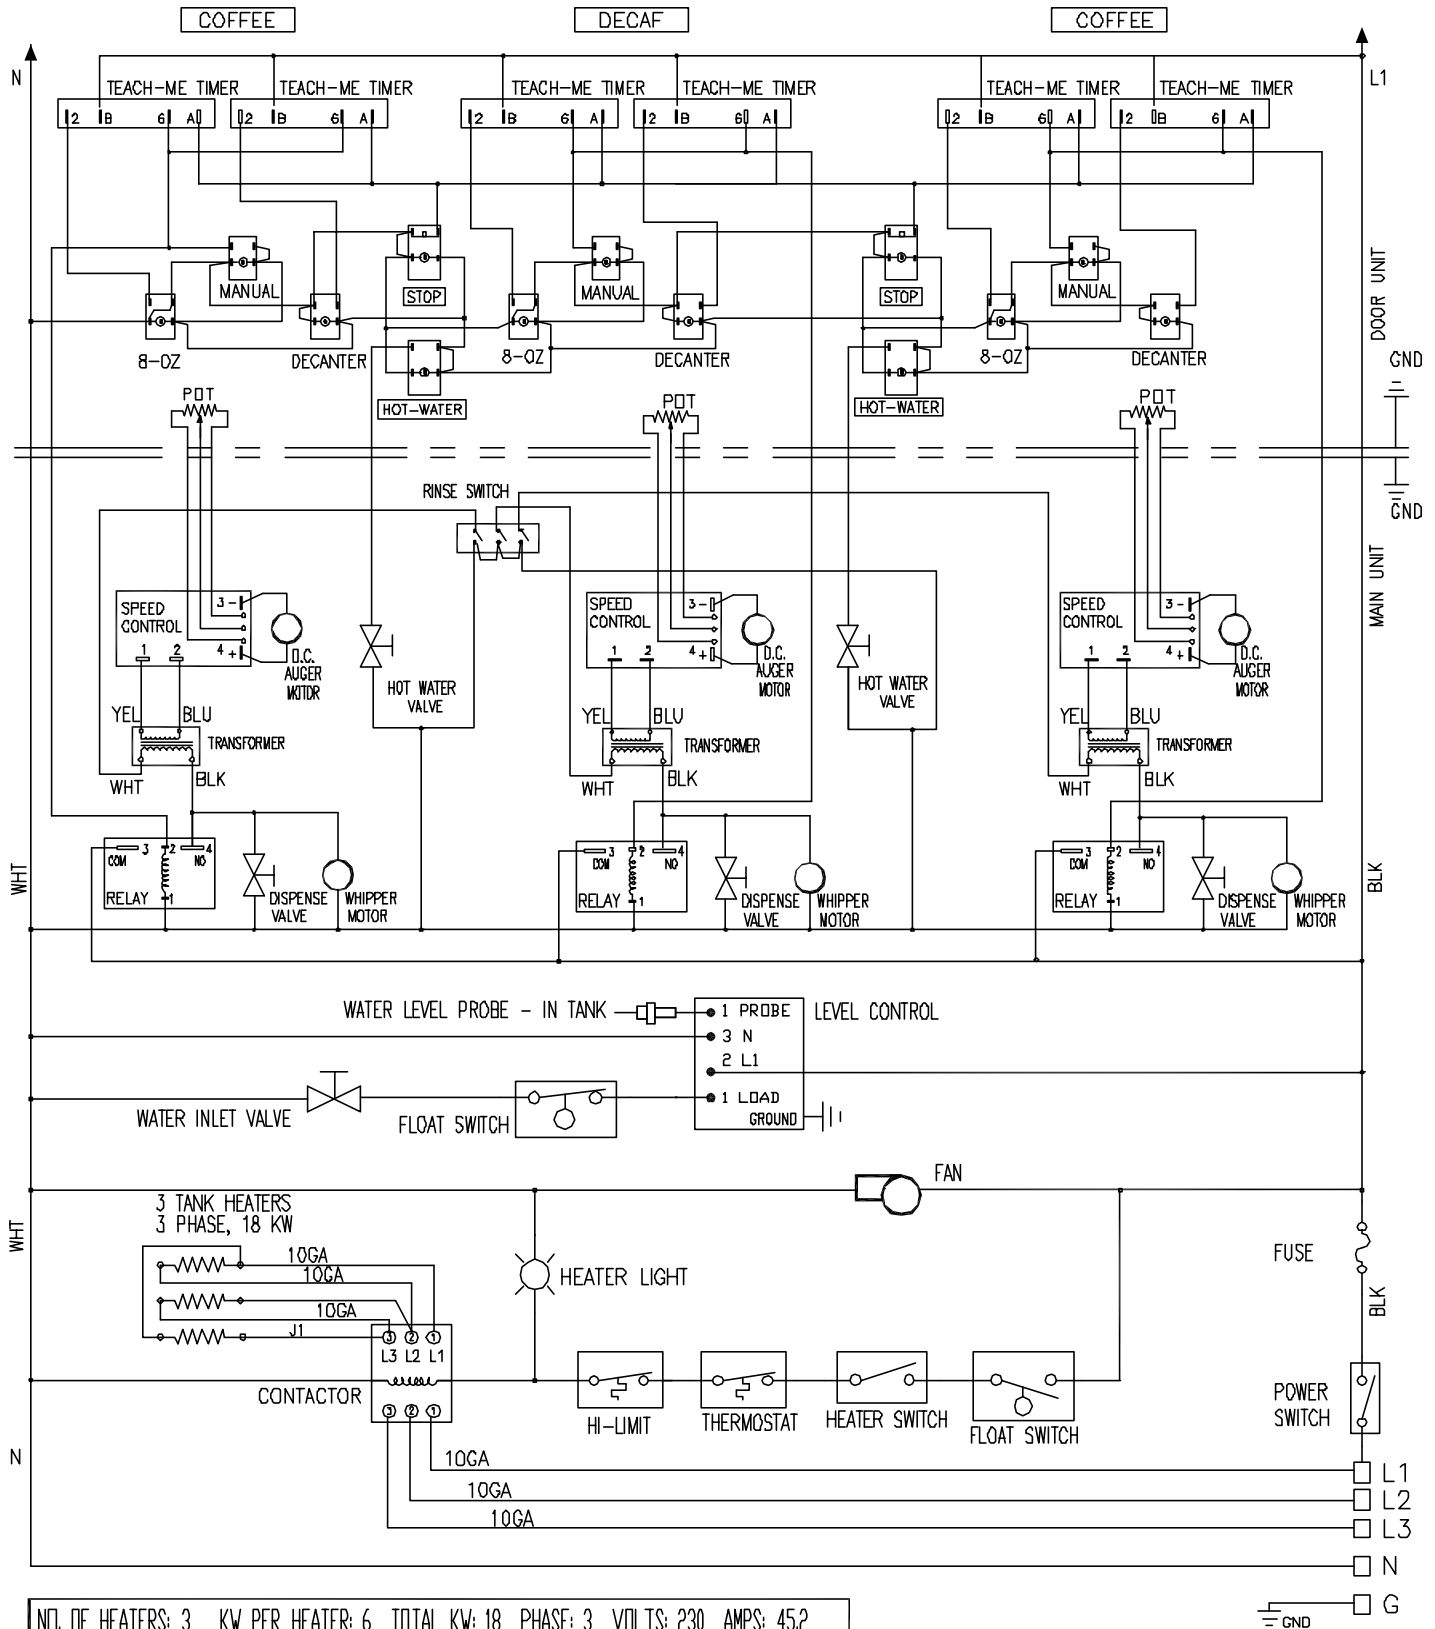 COFFEE DECAF COFFEE
N L1
TEACH-ME TIMER TEACH-ME TIMER TEACH-ME TIMER TEACH-ME TIMER TEACH-ME TIMER TEACH-ME TIMER
2 B 6 A 2 B 6 A 2 B 6 A 2 B 6 A 2 B 6 A 2 B 6 A
MANUAL STOP MANUAL STOP MANUAL
DOOR UNIT
8-OZ DECANTER 8-OZ DECANTER 8-OZ DECANTER
GND
HOT-WATER HOT-WATER
POT POT POT
RINSE SWITCH
GND
MAIN UNIT
SPEED CONTROL 3 - 1 2 4 +
D.C. AUGER MOTOR
HOT WATER VALVE
SPEED CONTROL 3 - 1 2 4 +
D.C. AUGER MOTOR
HOT WATER VALVE
SPEED CONTROL 3 - 1 2 4 +
D.C. AUGER MOTOR
YEL BLU YEL BLU YEL BLU
TRANSFORMER TRANSFORMER TRANSFORMER
WHT BLK WHT BLK WHT BLK
3 2 4 3 2 4 3 2 4
COM NO COM NO COM NO
WHT BLK
RELAY 1 RELAY 1 RELAY 1
DISPENSE VALVE WHIPPER MOTOR
DISPENSE VALVE WHIPPER MOTOR
DISPENSE VALVE WHIPPER MOTOR
WATER LEVEL PROBE - IN TANK
1 PROBE LEVEL CONTROL
3 N
2 L1
1 LOAD
GROUND
WATER INLET VALVE
FLOAT SWITCH
FAN
3 TANK HEATERS
3 PHASE, 18 KW
WHT
10GA
10GA
10GA
J1
HEATER LIGHT
FUSE
BLK
3 2 1
L3 L2 L1
CONTACTOR
3 2 1
HI-LIMIT
THERMOSTAT
HEATER SWITCH
FLOAT SWITCH
POWER
SWITCH
N
10GA L1
10GA L2
10GA L3
N
G
GND
NO. OF HEATERS: 3 KW PER HEATER: 6 TOTAL KW: 18 PHASE: 3 VOLTS: 230 AMPS: 45.2